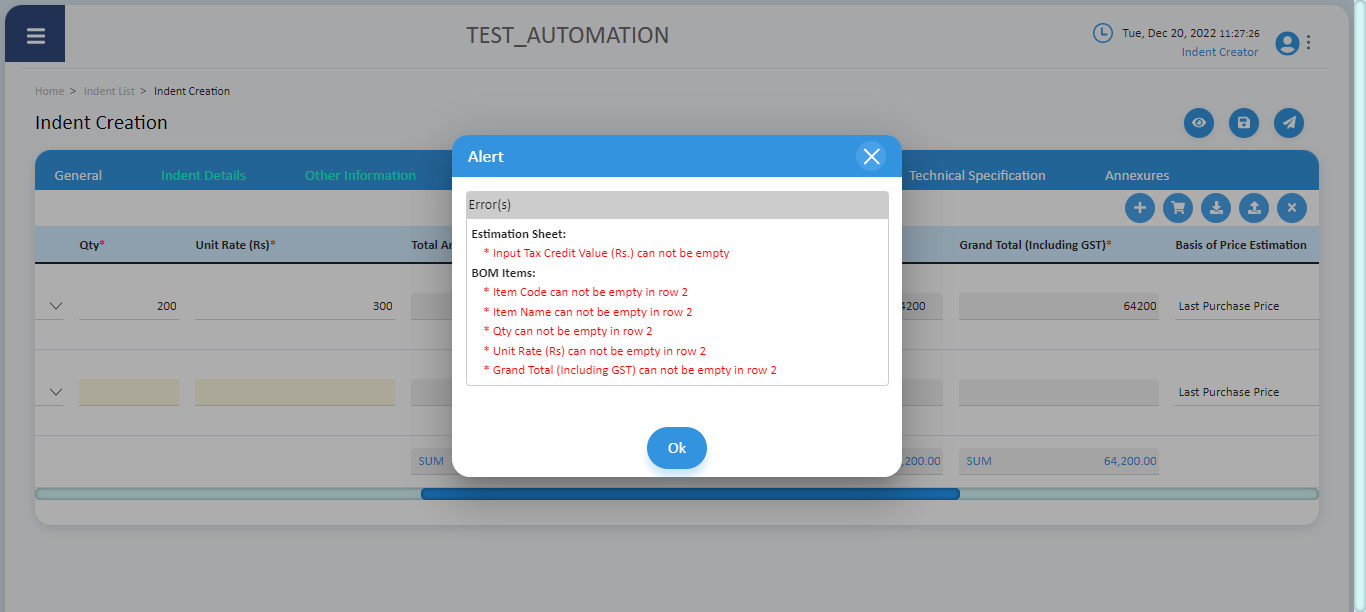 TEST_AUTOMATION
Tue, Dec 20, 2022 11:27:26
Indent Creator
Home > Indent List > Indent Creation
Indent Creation
General Indent Details Other Information Technical Specification Annexures
Qty* Unit Rate (Rs)* Total Grand Total (Including GST)* Basis of Price Estimation
200 300 4200 64200 Last Purchase Price
Last Purchase Price
SUM 200.00 SUM 64,200.00
Alert
Error(s)
Estimation Sheet:
* Input Tax Credit Value (Rs.) can not be empty
BOM Items:
* Item Code can not be empty in row 2
* Item Name can not be empty in row 2
* Qty can not be empty in row 2
* Unit Rate (Rs) can not be empty in row 2
* Grand Total (Including GST) can not be empty in row 2
Ok